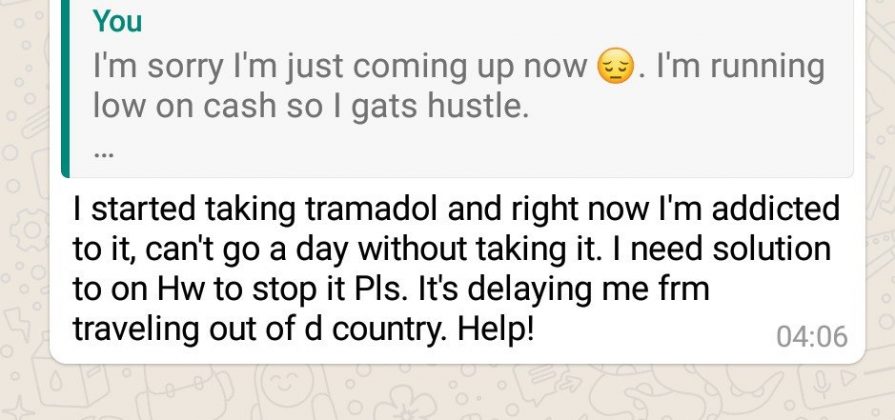 You
I'm sorry I'm just coming up now 😔. I'm running
low on cash so I gats hustle.
...
I started taking tramadol and right now I'm addicted
to it, can't go a day without taking it. I need solution
to on Hw to stop it Pls. It's delaying me frm
traveling out of d country. Help!
04:06